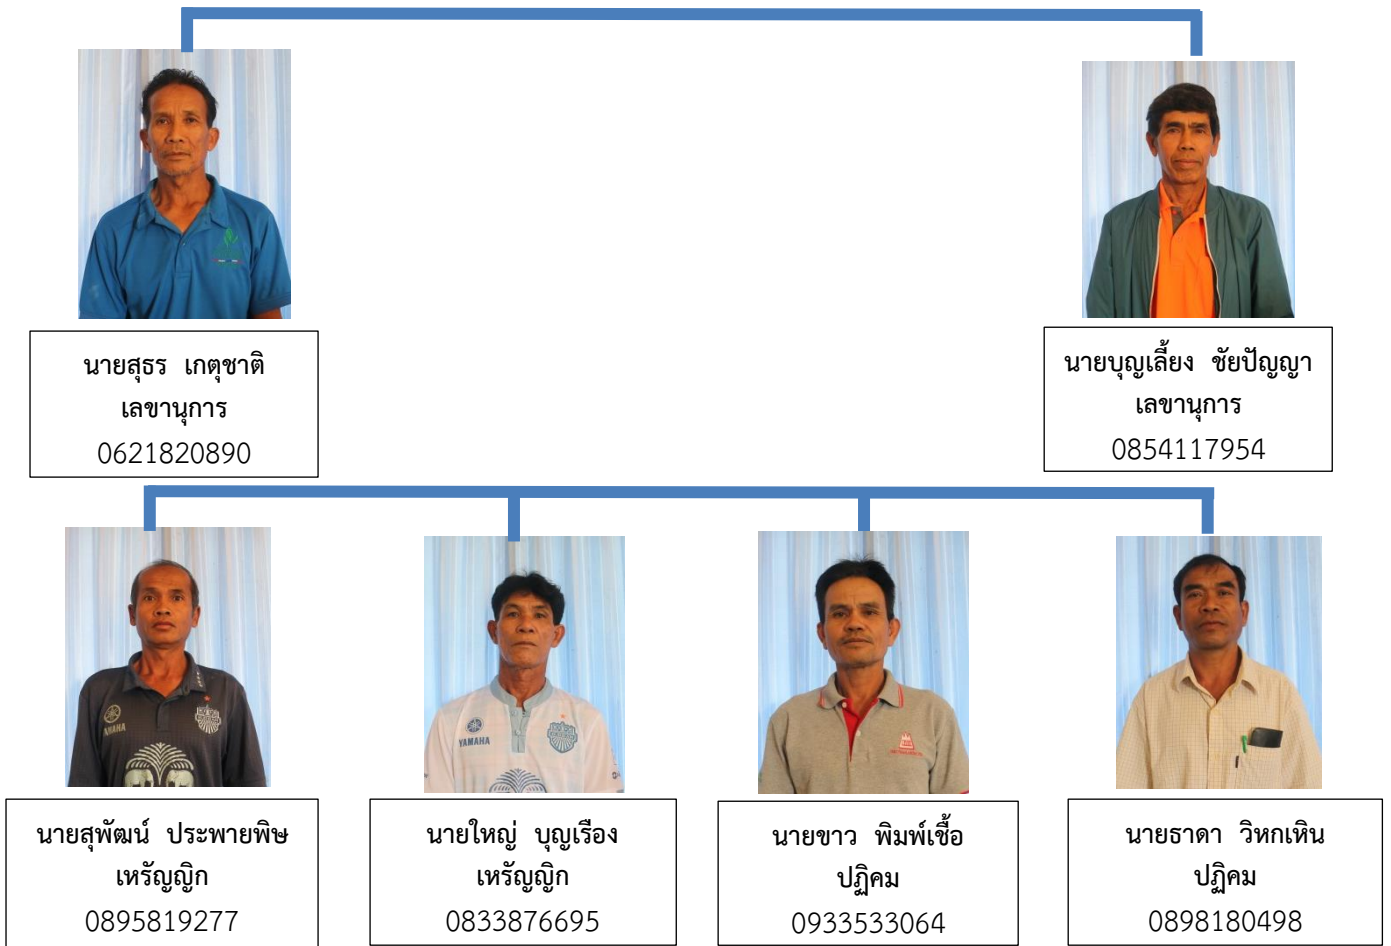 นายสุธร เกตุชาติ
เลขานุการ
0621820890
นายบุญเลี้ยง ชัยปัญญา
เลขานุการ
0854117954
YAMAHA
YAMAHA
นายสุพัฒน์ ประพายพิษ
เหรัญญิก
0895819277
นายใหญ่ บุญเรือง
เหรัญญิก
0833876695
นายขาว พิมพ์เชื้อ
ปฏิคม
0933533064
นายธาดา วิหกเหิน
ปฏิคม
0898180498